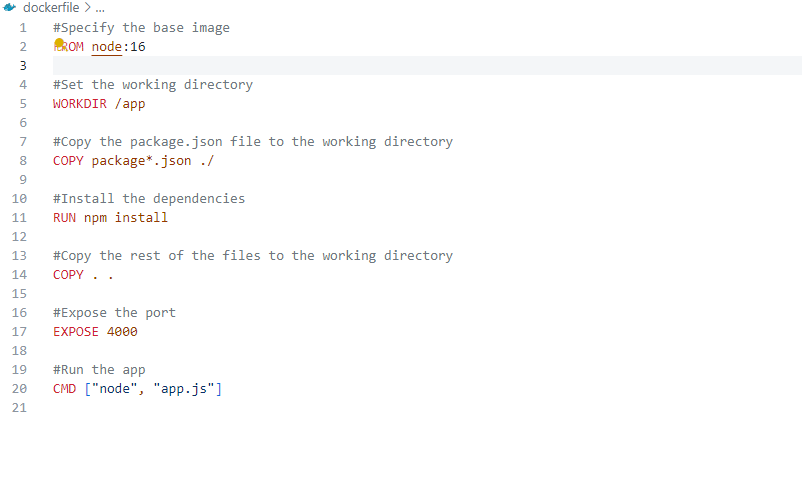 dockerfile > ...
1 #Specify the base image
2 FROM node:16
3
4 #Set the working directory
5 WORKDIR /app
6
7 #Copy the package.json file to the working directory
8 COPY package*.json ./
9
10 #Install the dependencies
11 RUN npm install
12
13 #Copy the rest of the files to the working directory
14 COPY . .
15
16 #Expose the port
17 EXPOSE 4000
18
19 #Run the app
20 CMD ["node", "app.js"]
21